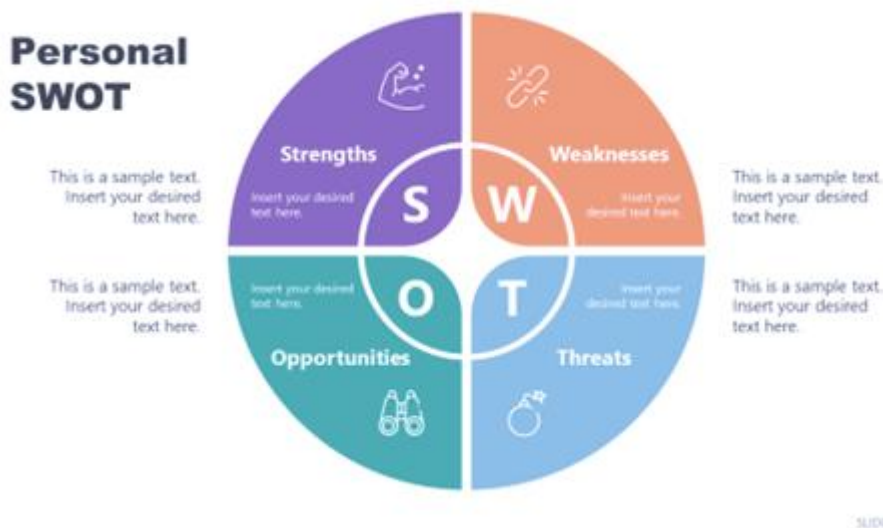 Personal
SWOT
This is a sample text.
Insert your desired
text here.
Strengths
Insert your desired
text here.
S
Weaknesses
Insert your
desired text here.
W
This is a sample text.
Insert your desired
text here.
This is a sample text.
Insert your desired
text here.
Insert your desired
text here.
O
Opportunities
Insert your
desired text here.
T
Threats
This is a sample text.
Insert your desired
text here.